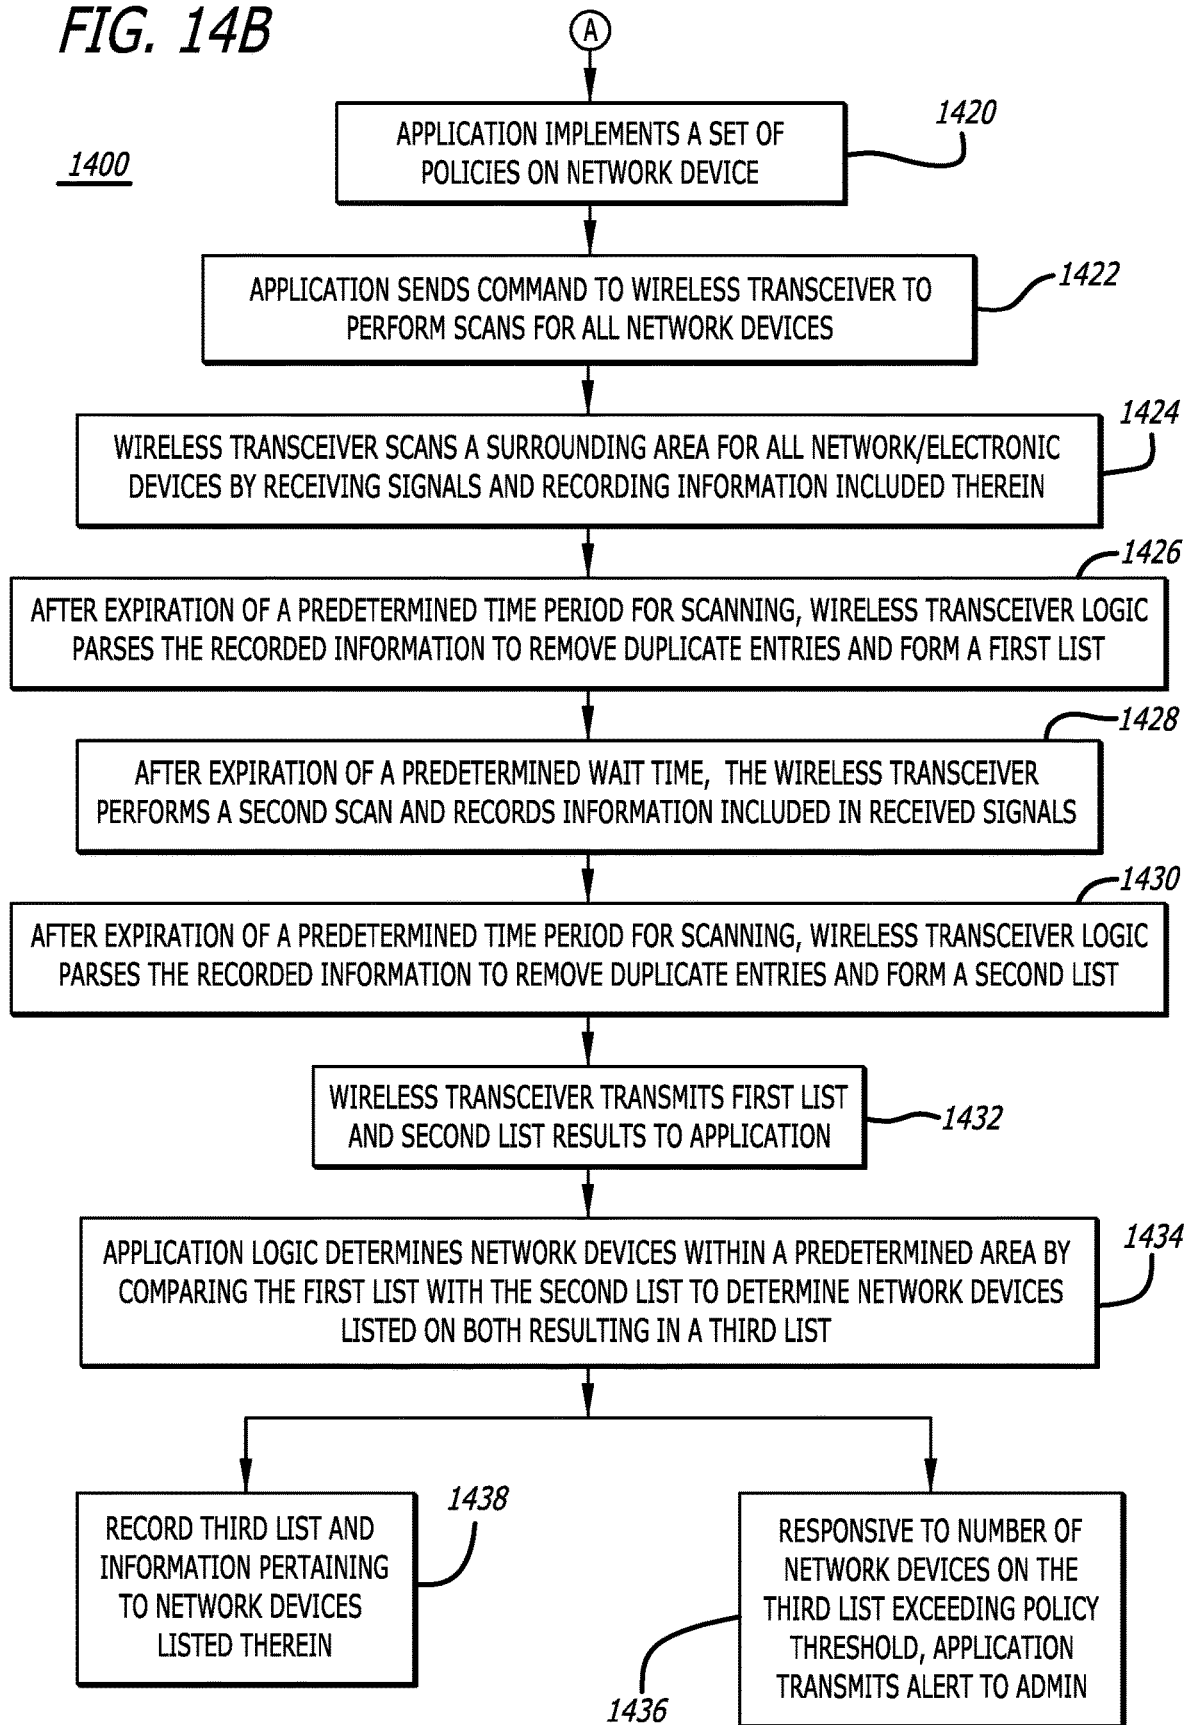 FIG. 14B
A
1400
APPLICATION IMPLEMENTS A SET OF
POLICIES ON NETWORK DEVICE
1420
APPLICATION SENDS COMMAND TO WIRELESS TRANSCEIVER TO
PERFORM SCANS FOR ALL NETWORK DEVICES
1422
WIRELESS TRANSCEIVER SCANS A SURROUNDING AREA FOR ALL NETWORK/ELECTRONIC
DEVICES BY RECEIVING SIGNALS AND RECORDING INFORMATION INCLUDED THEREIN
1424
AFTER EXPIRATION OF A PREDETERMINED TIME PERIOD FOR SCANNING, WIRELESS TRANSCEIVER LOGIC
PARSES THE RECORDED INFORMATION TO REMOVE DUPLICATE ENTRIES AND FORM A FIRST LIST
1426
AFTER EXPIRATION OF A PREDETERMINED WAIT TIME, THE WIRELESS TRANSCEIVER
PERFORMS A SECOND SCAN AND RECORDS INFORMATION INCLUDED IN RECEIVED SIGNALS
1428
AFTER EXPIRATION OF A PREDETERMINED TIME PERIOD FOR SCANNING, WIRELESS TRANSCEIVER LOGIC
PARSES THE RECORDED INFORMATION TO REMOVE DUPLICATE ENTRIES AND FORM A SECOND LIST
1430
WIRELESS TRANSCEIVER TRANSMITS FIRST LIST
AND SECOND LIST RESULTS TO APPLICATION
1432
APPLICATION LOGIC DETERMINES NETWORK DEVICES WITHIN A PREDETERMINED AREA BY
COMPARING THE FIRST LIST WITH THE SECOND LIST TO DETERMINE NETWORK DEVICES
LISTED ON BOTH RESULTING IN A THIRD LIST
1434
RECORD THIRD LIST AND
INFORMATION PERTAINING
TO NETWORK DEVICES
LISTED THEREIN
1438
RESPONSIVE TO NUMBER OF
NETWORK DEVICES ON THE
THIRD LIST EXCEEDING POLICY
THRESHOLD, APPLICATION
TRANSMITS ALERT TO ADMIN
1436